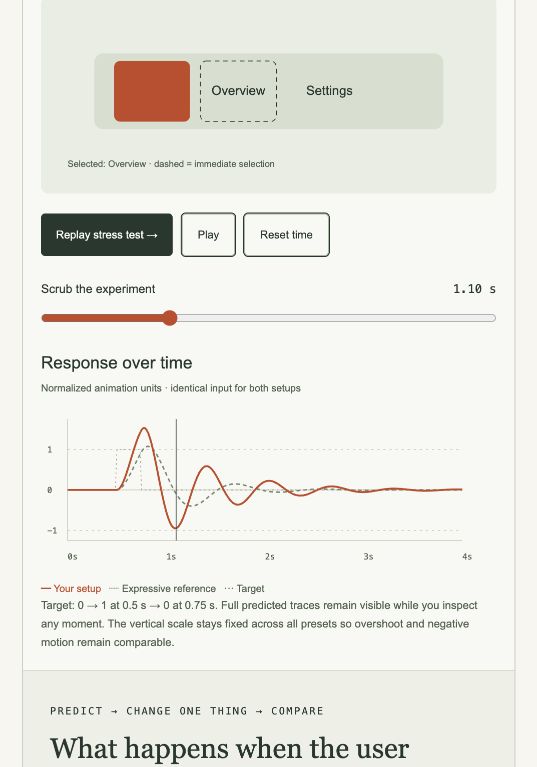 Overview
Settings
Selected: Overview · dashed = immediate selection
Replay stress test →
Play
Reset time
Scrub the experiment
1.10 s
Response over time
Normalized animation units · identical input for both setups
1
0
−1
0s
1s
2s
3s
4s
Your setup
Expressive reference
Target
Target: 0 → 1 at 0.5 s → 0 at 0.75 s. Full predicted traces remain visible while you inspect
any moment. The vertical scale stays fixed across all presets so overshoot and negative
motion remain comparable.
PREDICT → CHANGE ONE THING → COMPARE
What happens when the user